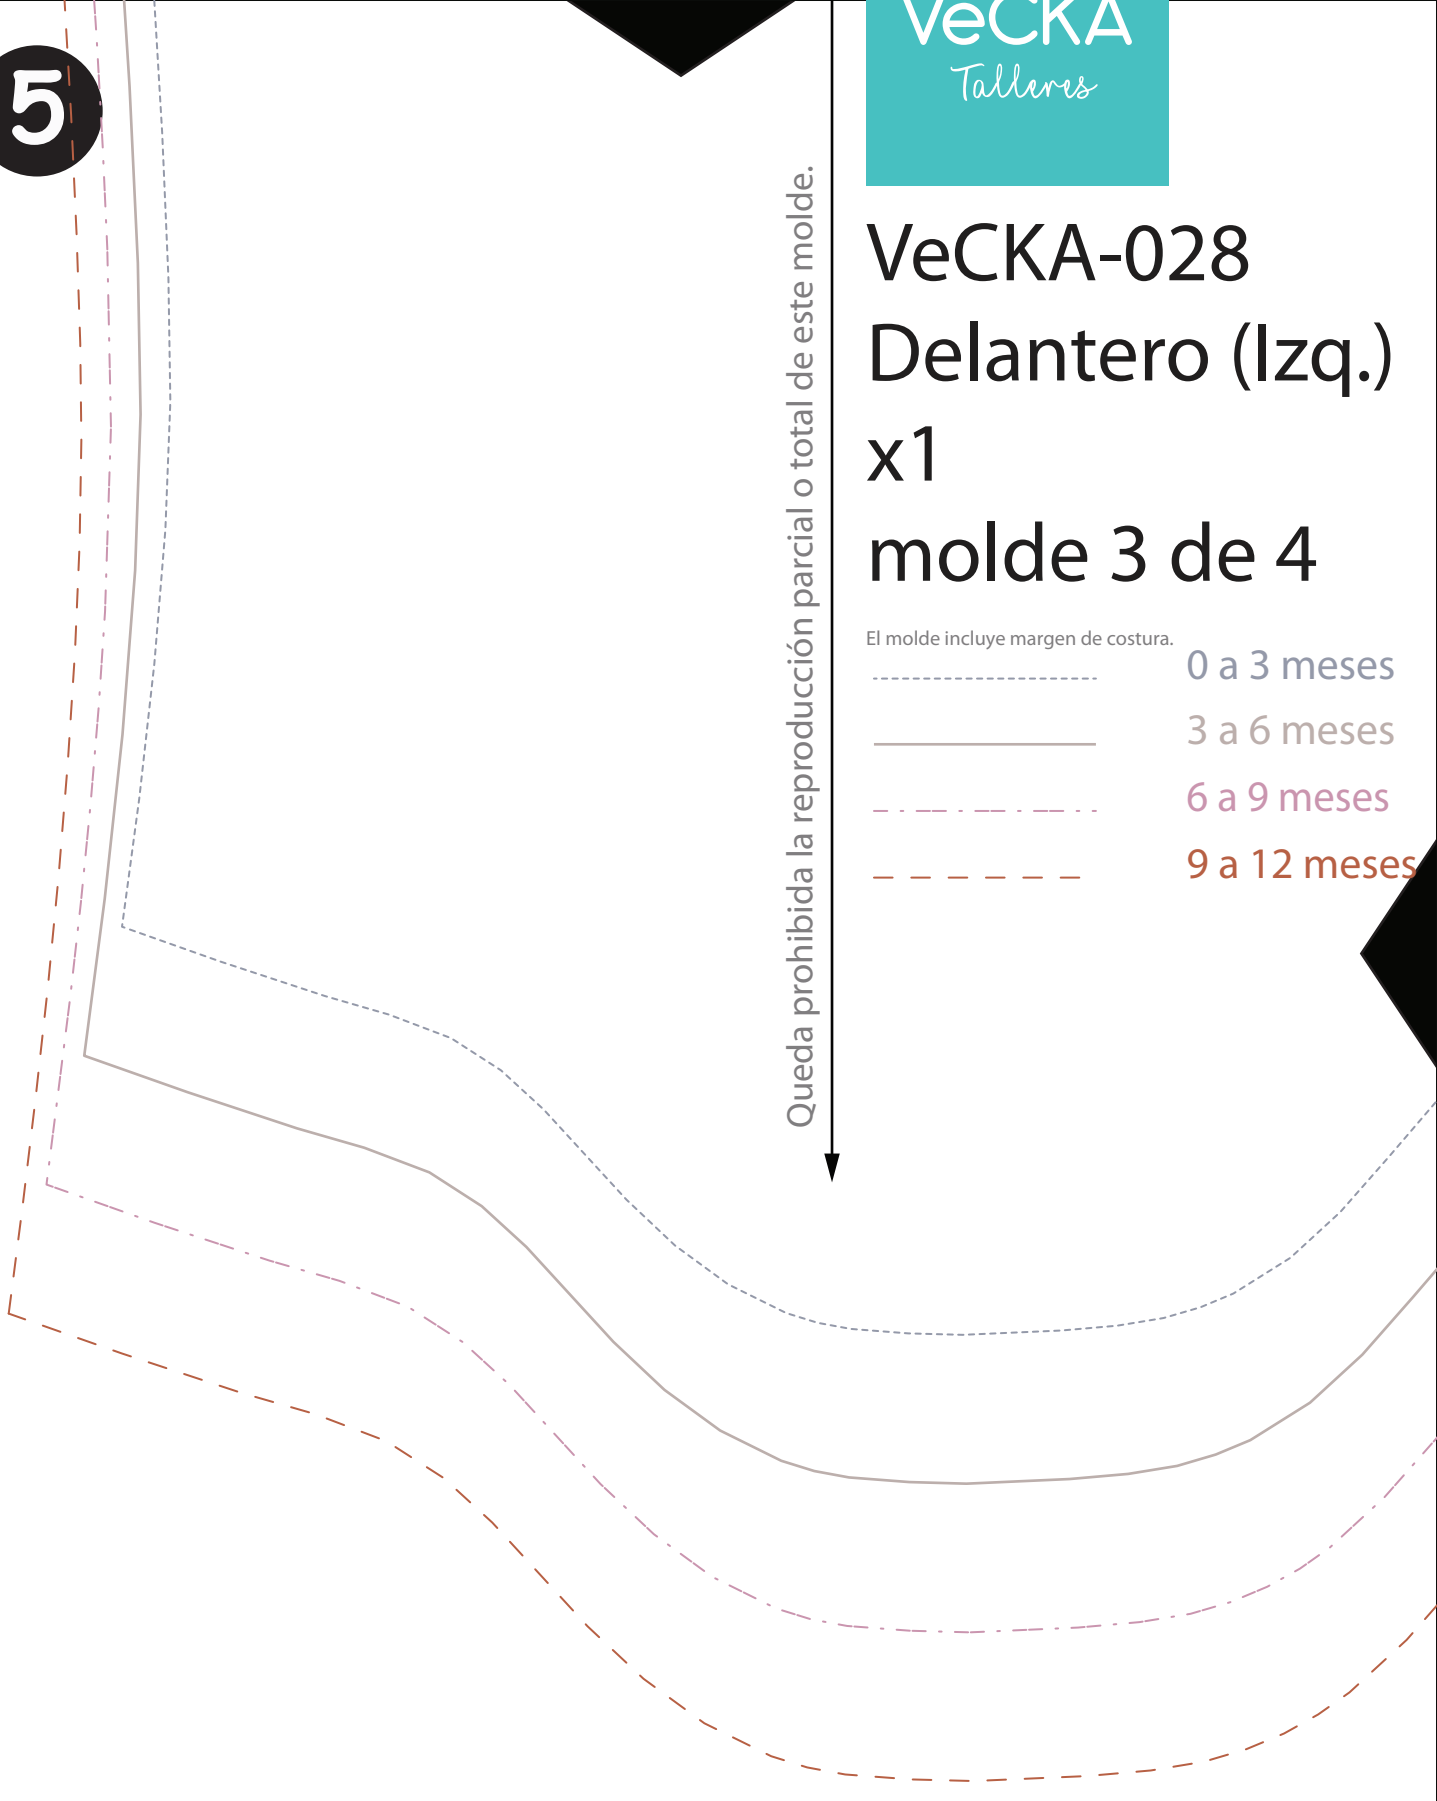 5
VeCKA
Talleres
Queda prohibida la reproducción parcial o total de este molde.
VeCKA-028
Delantero (Izq.)
x1
molde 3 de 4
El molde incluye margen de costura.
0 a 3 meses
3 a 6 meses
6 a 9 meses
9 a 12 meses